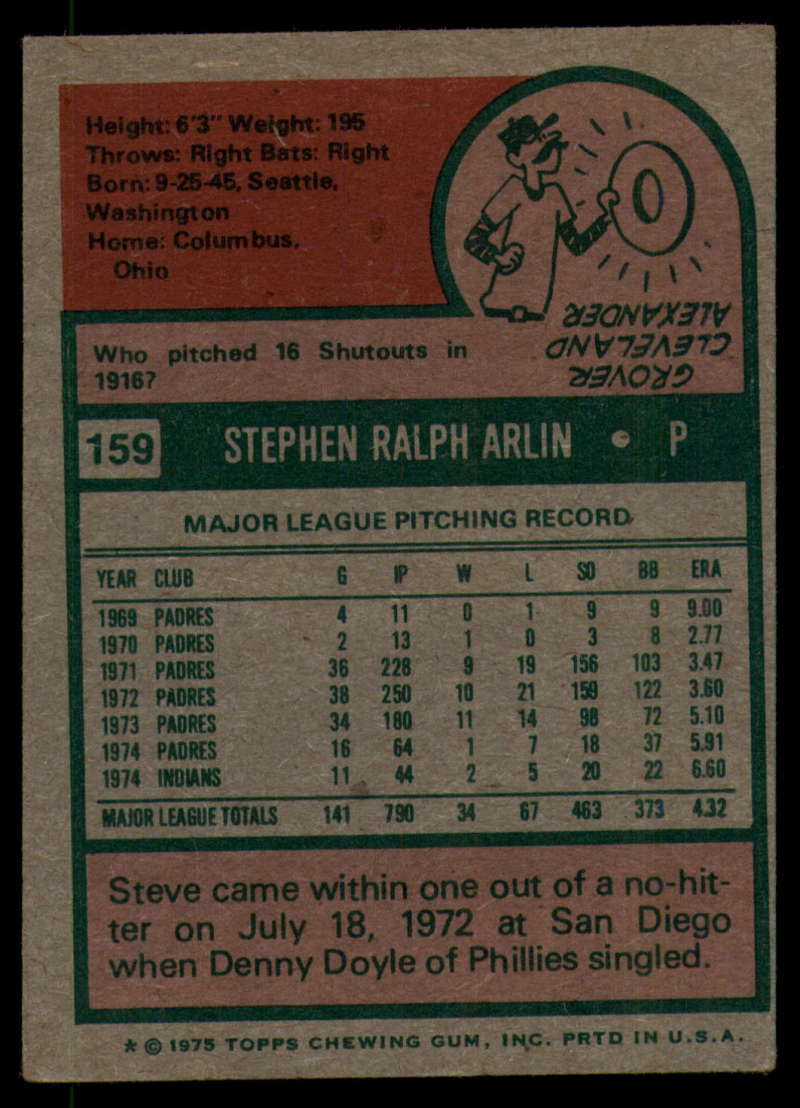 Height: 6'3" Weight: 195
Throws: Right Bats: Right
Born: 9-25-45, Seattle,
Washington
Home: Columbus,
Ohio
O
Who pitched 16 Shutouts in
1916?
GROVER
CLEVELAND
ALEXANDER
159 STEPHEN RALPH ARLIN • P
MAJOR LEAGUE PITCHING RECORD
YEAR CLUB G IP W L SO BB ERA
1969 PADRES 4 11 0 1 9 9 9.00
1970 PADRES 2 13 1 0 3 8 2.77
1971 PADRES 36 228 9 19 156 103 3.47
1972 PADRES 38 250 10 21 159 122 3.60
1973 PADRES 34 180 11 14 98 72 5.10
1974 PADRES 16 64 1 7 18 37 5.91
1974 INDIANS 11 44 2 5 20 22 6.60
MAJOR LEAGUE TOTALS 141 790 34 67 463 373 4.32
Steve came within one out of a no-hit-
ter on July 18, 1972 at San Diego
when Denny Doyle of Phillies singled.
* © 1975 TOPPS CHEWING GUM, INC. PRTD IN U.S.A.